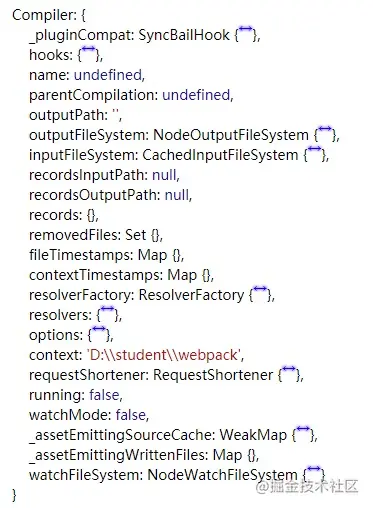 Compiler: {
_pluginCompat: SyncBailHook {↔},
hooks: {↔},
name: undefined,
parentCompilation: undefined,
outputPath: '',
outputFileSystem: NodeOutputFileSystem {↔},
inputFileSystem: CachedInputFileSystem {↔},
recordsInputPath: null,
recordsOutputPath: null,
records: {},
removedFiles: Set {},
fileTimestamps: Map {},
contextTimestamps: Map {},
resolverFactory: ResolverFactory {↔},
resolvers: {↔},
options: {↔},
context: 'D:\\student\\webpack',
requestShortener: RequestShortener {↔},
running: false,
watchMode: false,
_assetEmittingSourceCache: WeakMap {↔},
_assetEmittingWrittenFiles: Map {},
watchFileSystem: NodeWatchFileSystem {↔}
}
@掘金技术社区